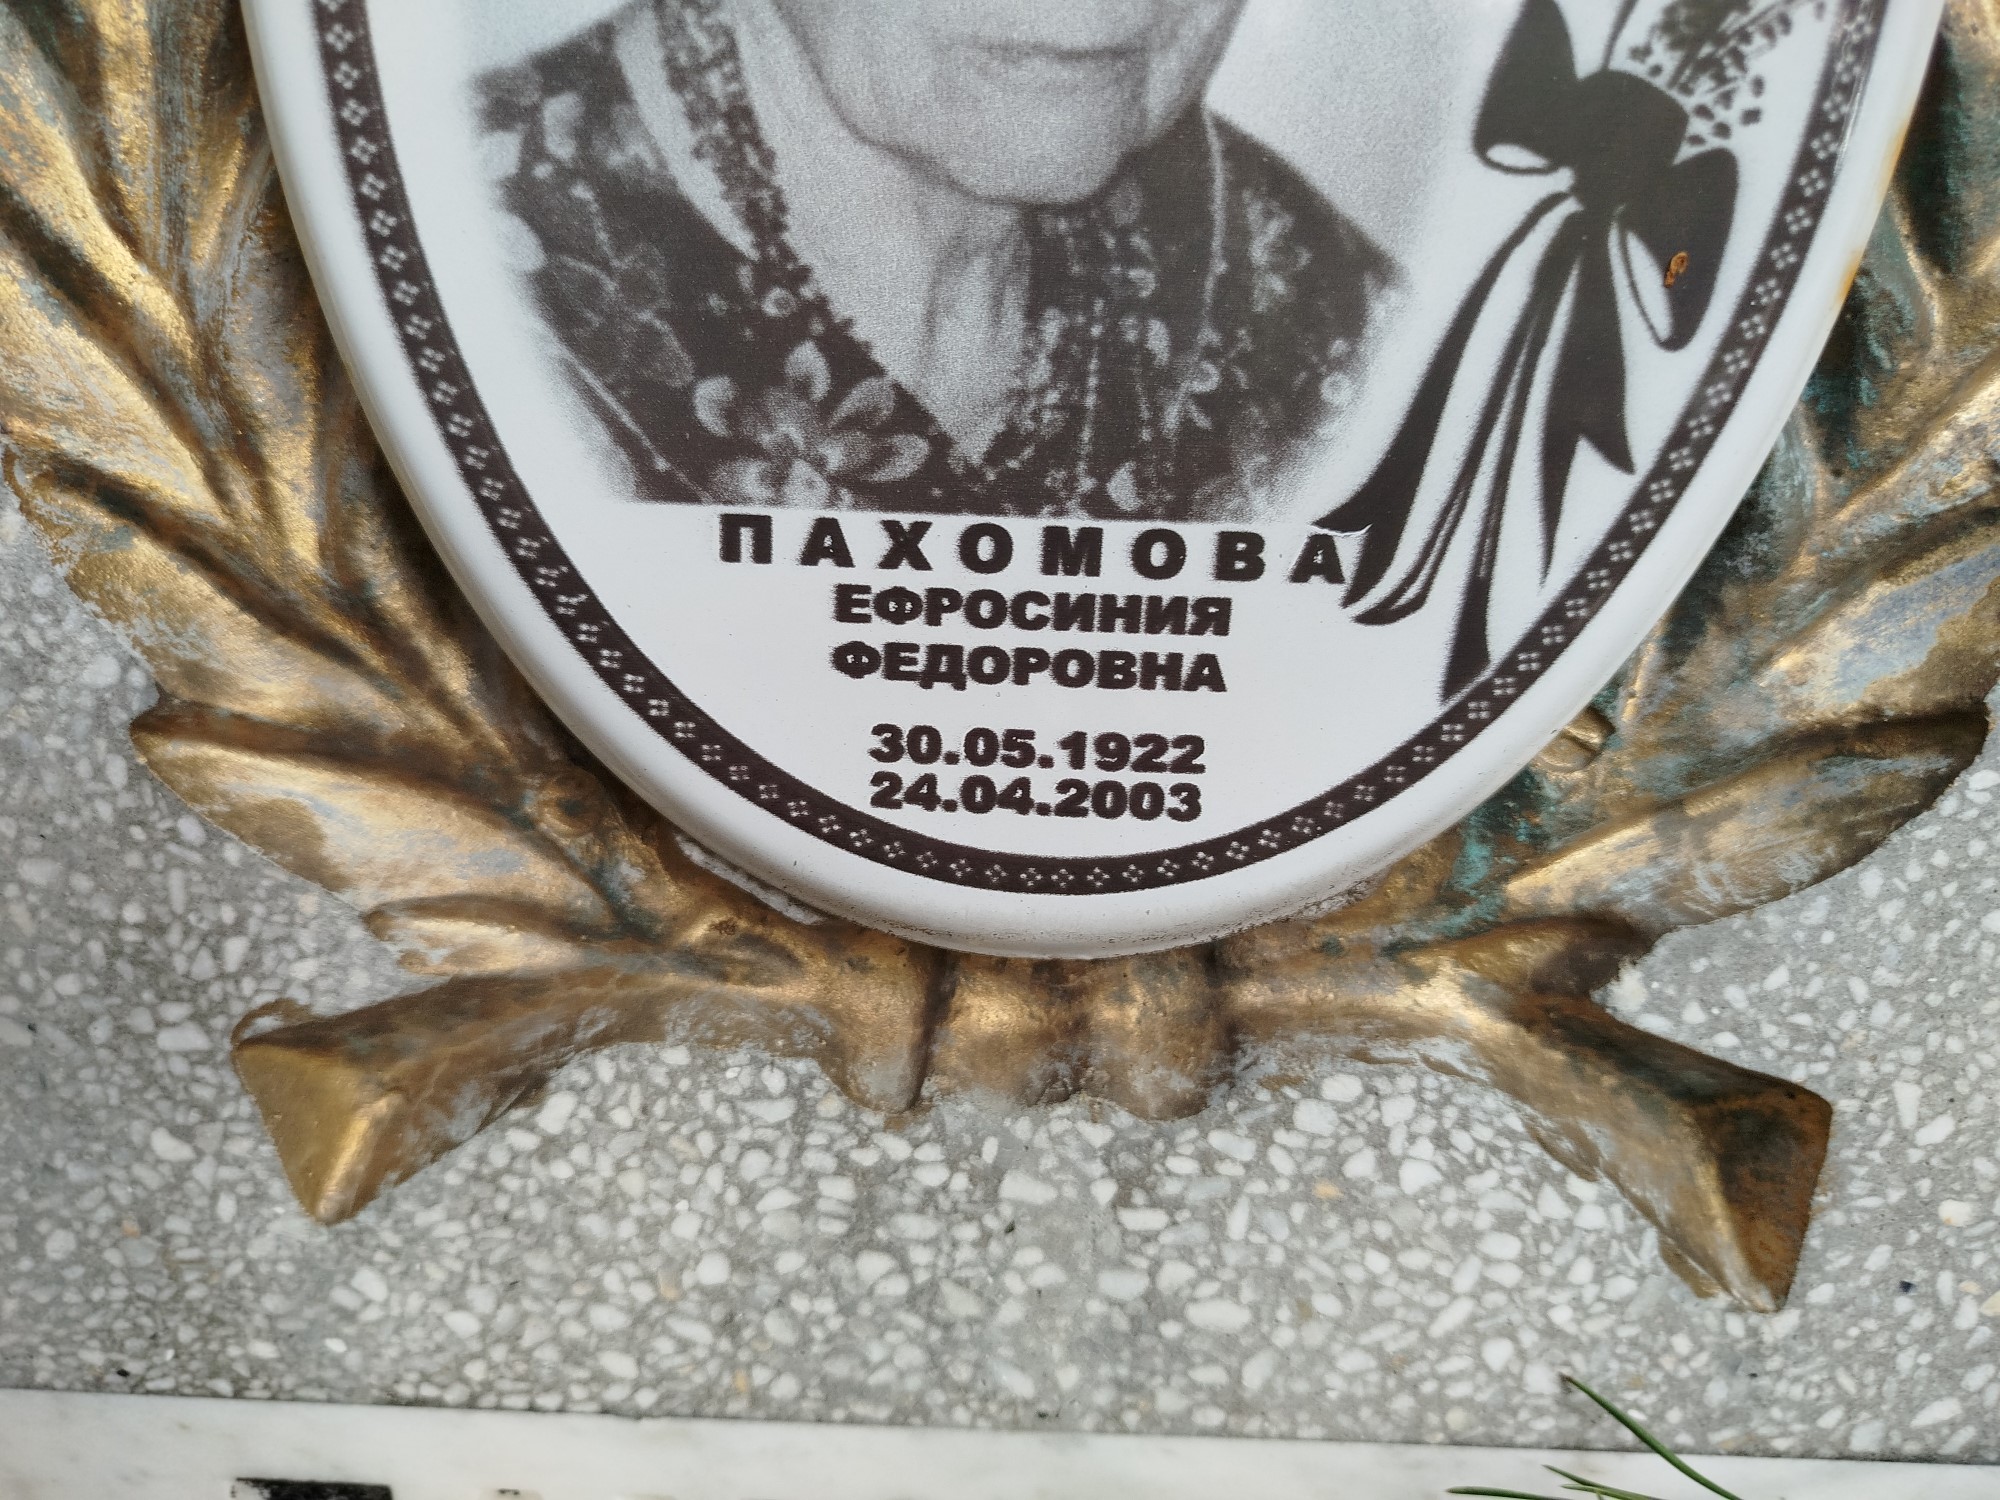 ПАХОМОВА
ЕФРОСИНИЯ
ФЕДОРОВНА
30.05.1922
24.04.2003